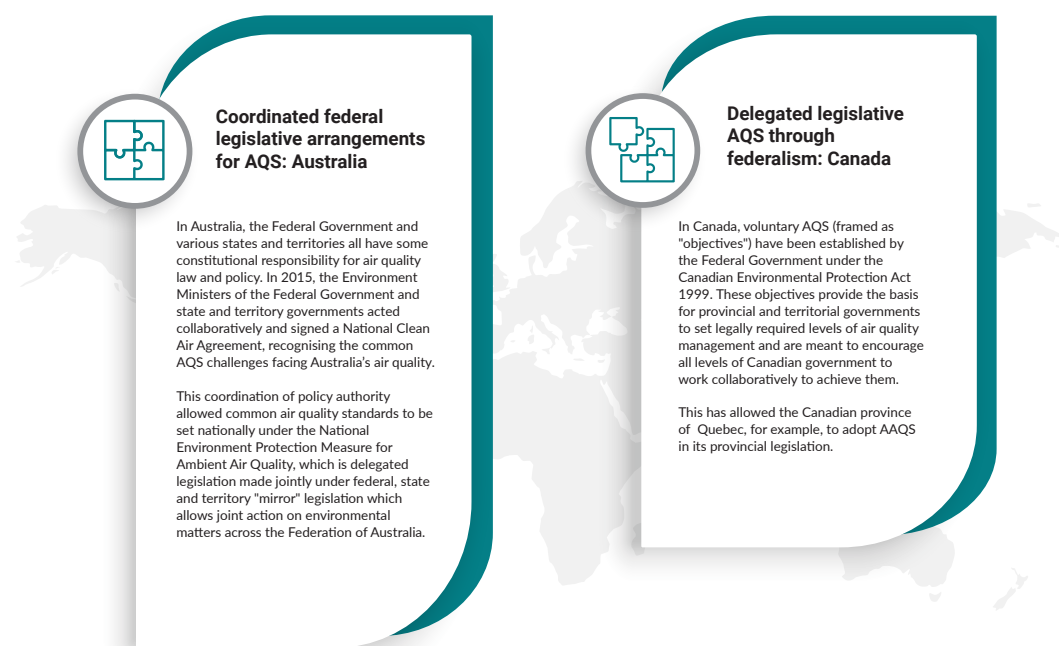 Coordinated federal
legislative arrangements
for AQS: Australia
In Australia, the Federal Government and
various states and territories all have some
constitutional responsibility for air quality
law and policy. In 2015, the Environment
Ministers of the Federal Government and
state and territory governments acted
collaboratively and signed a National Clean
Air Agreement, recognising the common
AQS challenges facing Australia's air quality.
This coordination of policy authority
allowed common air quality standards to be
set nationally under the National
Environment Protection Measure for
Ambient Air Quality, which is delegated
legislation made jointly under federal, state
and territory "mirror" legislation which
allows joint action on environmental
matters across the Federation of Australia.
Delegated legislative
AQS through
federalism: Canada
In Canada, voluntary AQS (framed as
"objectives") have been established by
the Federal Government under the
Canadian Environmental Protection Act
1999. These objectives provide the basis
for provincial and territorial governments
to set legally required levels of air quality
management and are meant to encourage
all levels of Canadian government to
work collaboratively to achieve them.
This has allowed the Canadian province
of  Quebec, for example, to adopt AAQS
in its provincial legislation.